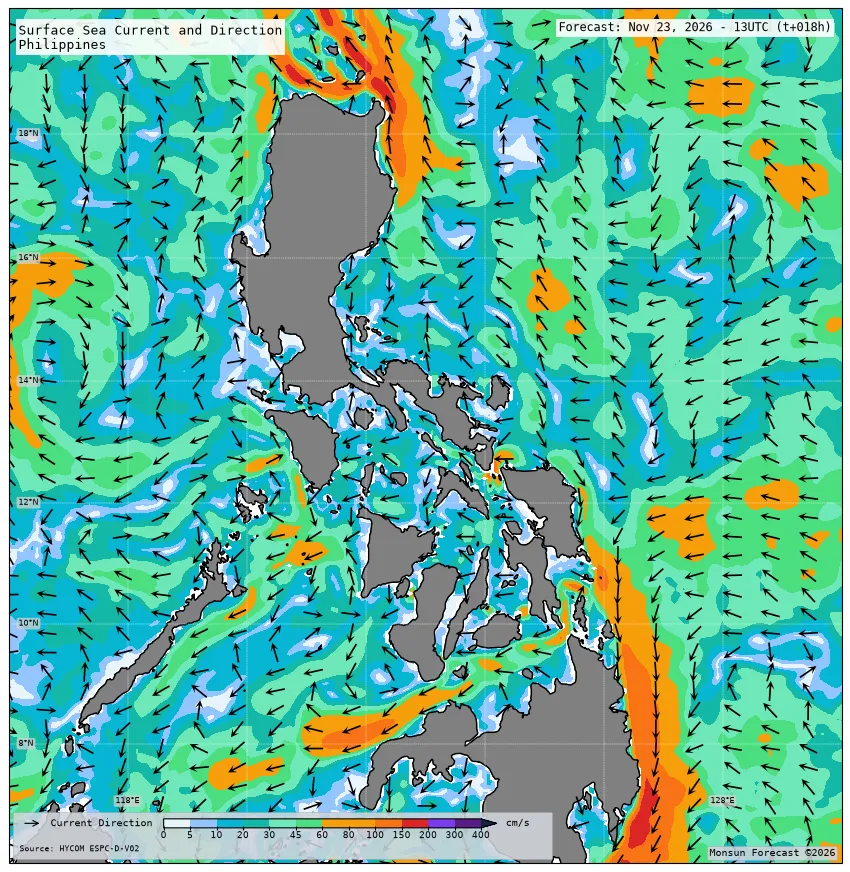 Surface Sea Current and Direction
Philippines
Forecast: Nov 23, 2026 - 13UTC (t+018h)
18°N
16°N
14°N
12°N
10°N
8°N
118°E
128°E
Current Direction
0 5 10 20 30 45 60 80 100 150 200 300 400 cm/s
Source: HYCOM ESPC-D-V02
Monsun Forecast ©2026